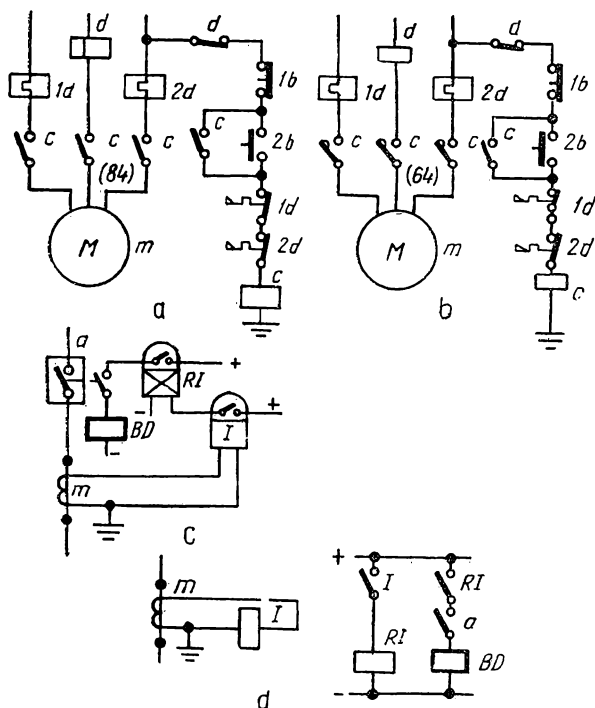 d d
d d
1b 1b
1d 2d 1d 2d
c c c c 2b c c c c 2b
(84) (64)
1d 1d
M m 2d M m 2d
c c
a b
a
RI +
- +
BD I
-
m
c
m
I
+
I RI
a
RI BD
-
d